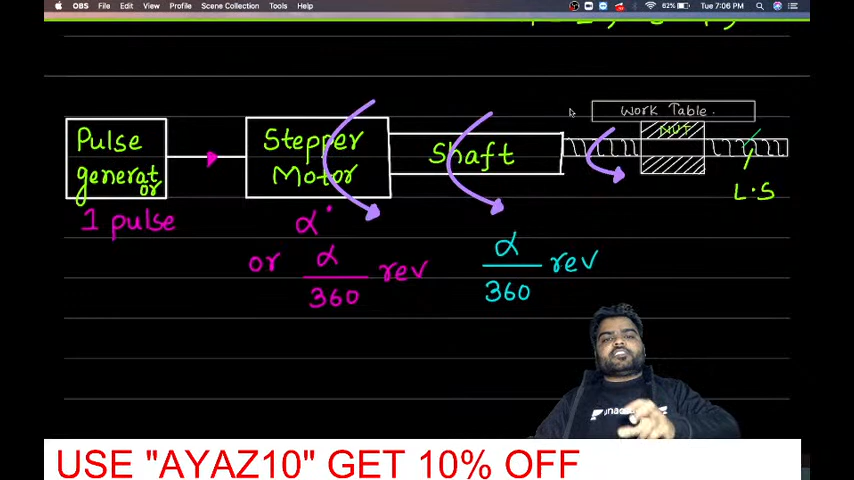 OBS File Edit View Profile Scene Collection Tools Help 62% Tue 7:06 PM
Work Table.
Pulse
generator
Stepper
Motor
Shaft
NUT
L.S
1 pulse
α°
or α/360 rev
α/360 rev
USE "AYAZ10" GET 10% OFF